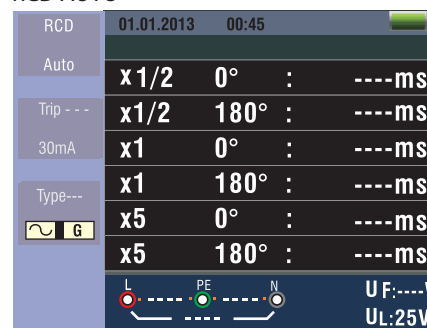 RCD
01.01.2013 00:45
Auto
x 1/2 0° : ----ms
Trip - - -
x1/2 180° : ----ms
30mA
x1 0° : ----ms
x1 180° : ----ms
Type---
G
x5 0° : ----ms
x5 180° : ----ms
L PE N
UF:----
UL:25V